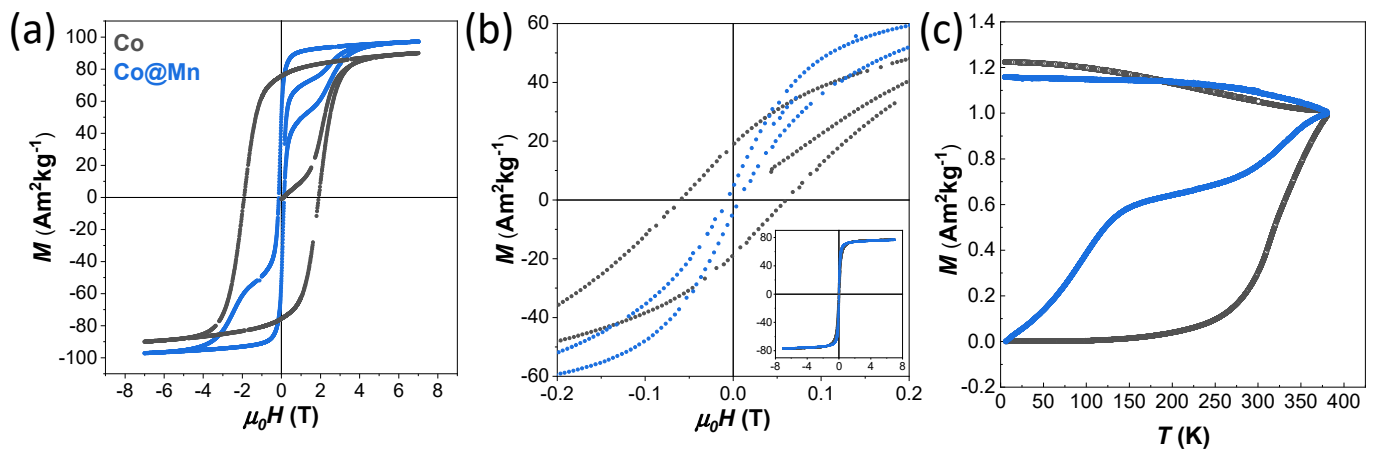 (a)
Co
Co@Mn
M (Am²kg⁻¹)
100
80
60
40
20
0
-20
-40
-60
-80
-100
-8 -6 -4 -2 0 2 4 6 8
μ₀H (T)
(b)
M (Am²kg⁻¹)
60
40
20
0
-20
-40
-60
-0.2 -0.1 0.0 0.1 0.2
μ₀H (T)
80
40
0
-40
-80
-8 -4 0 4 8
(c)
M (Am²kg⁻¹)
1.4
1.2
1.0
0.8
0.6
0.4
0.2
0.0
-0.2
0 50 100 150 200 250 300 350 400
T (K)